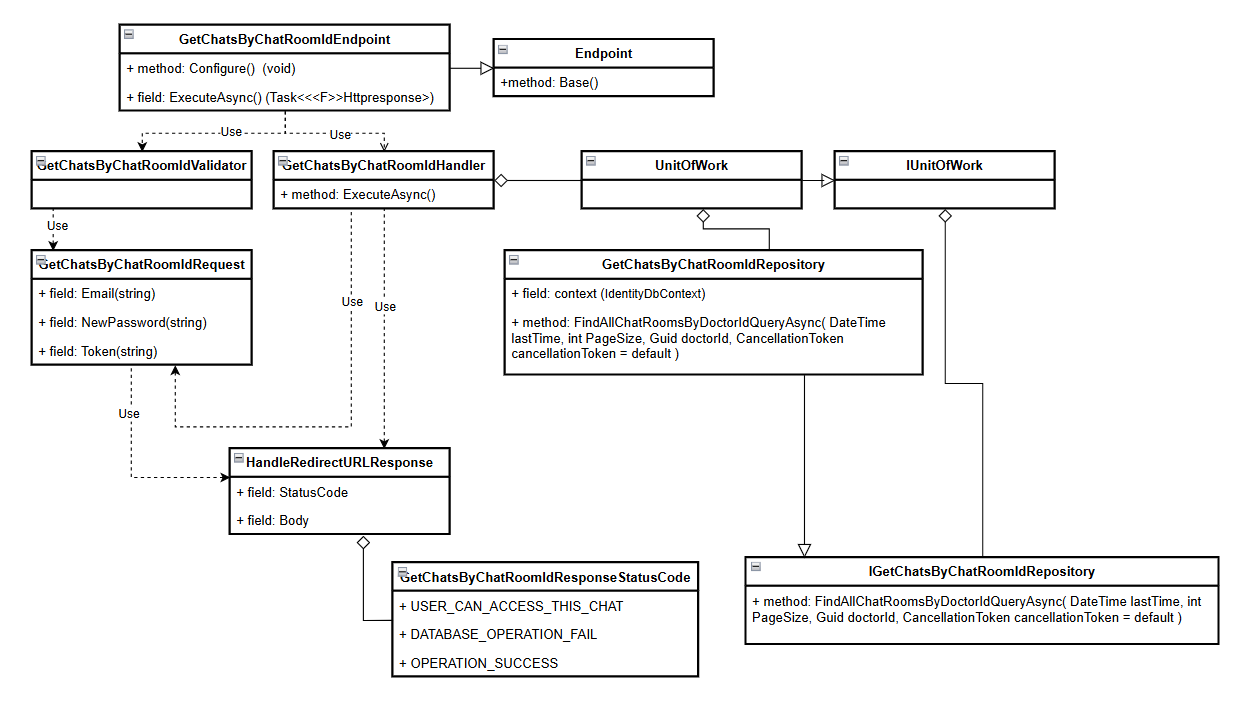 GetChatsByChatRoomIdEndpoint
+ method: Configure()  (void)
+ field: ExecuteAsync() (Task<<<F>>Httpresponse>)
Endpoint
+method: Base()
Use
Use
GetChatsByChatRoomIdValidator
GetChatsByChatRoomIdHandler
+ method: ExecuteAsync()
UnitOfWork
IUnitOfWork
Use
GetChatsByChatRoomIdRequest
+ field: Email(string)
+ field: NewPassword(string)
+ field: Token(string)
GetChatsByChatRoomIdRepository
+ field: context (IdentityDbContext)
+ method: FindAllChatRoomsByDoctorIdQueryAsync( DateTime
lastTime, int PageSize, Guid doctorId, CancellationToken
cancellationToken = default )
Use
Use
Use
HandleRedirectURLResponse
+ field: StatusCode
+ field: Body
GetChatsByChatRoomIdResponseStatusCode
+ USER_CAN_ACCESS_THIS_CHAT
+ DATABASE_OPERATION_FAIL
+ OPERATION_SUCCESS
IGetChatsByChatRoomIdRepository
+ method: FindAllChatRoomsByDoctorIdQueryAsync( DateTime lastTime, int
PageSize, Guid doctorId, CancellationToken cancellationToken = default )